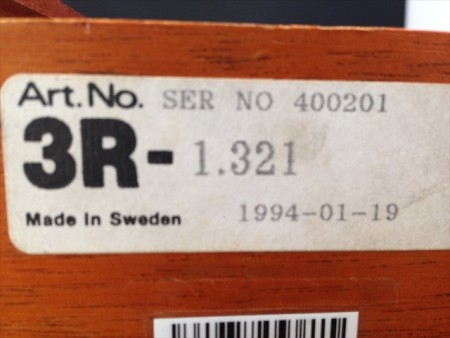 Art.No. SER NO 400201
3R-1.321
Made In Sweden 1994-01-19